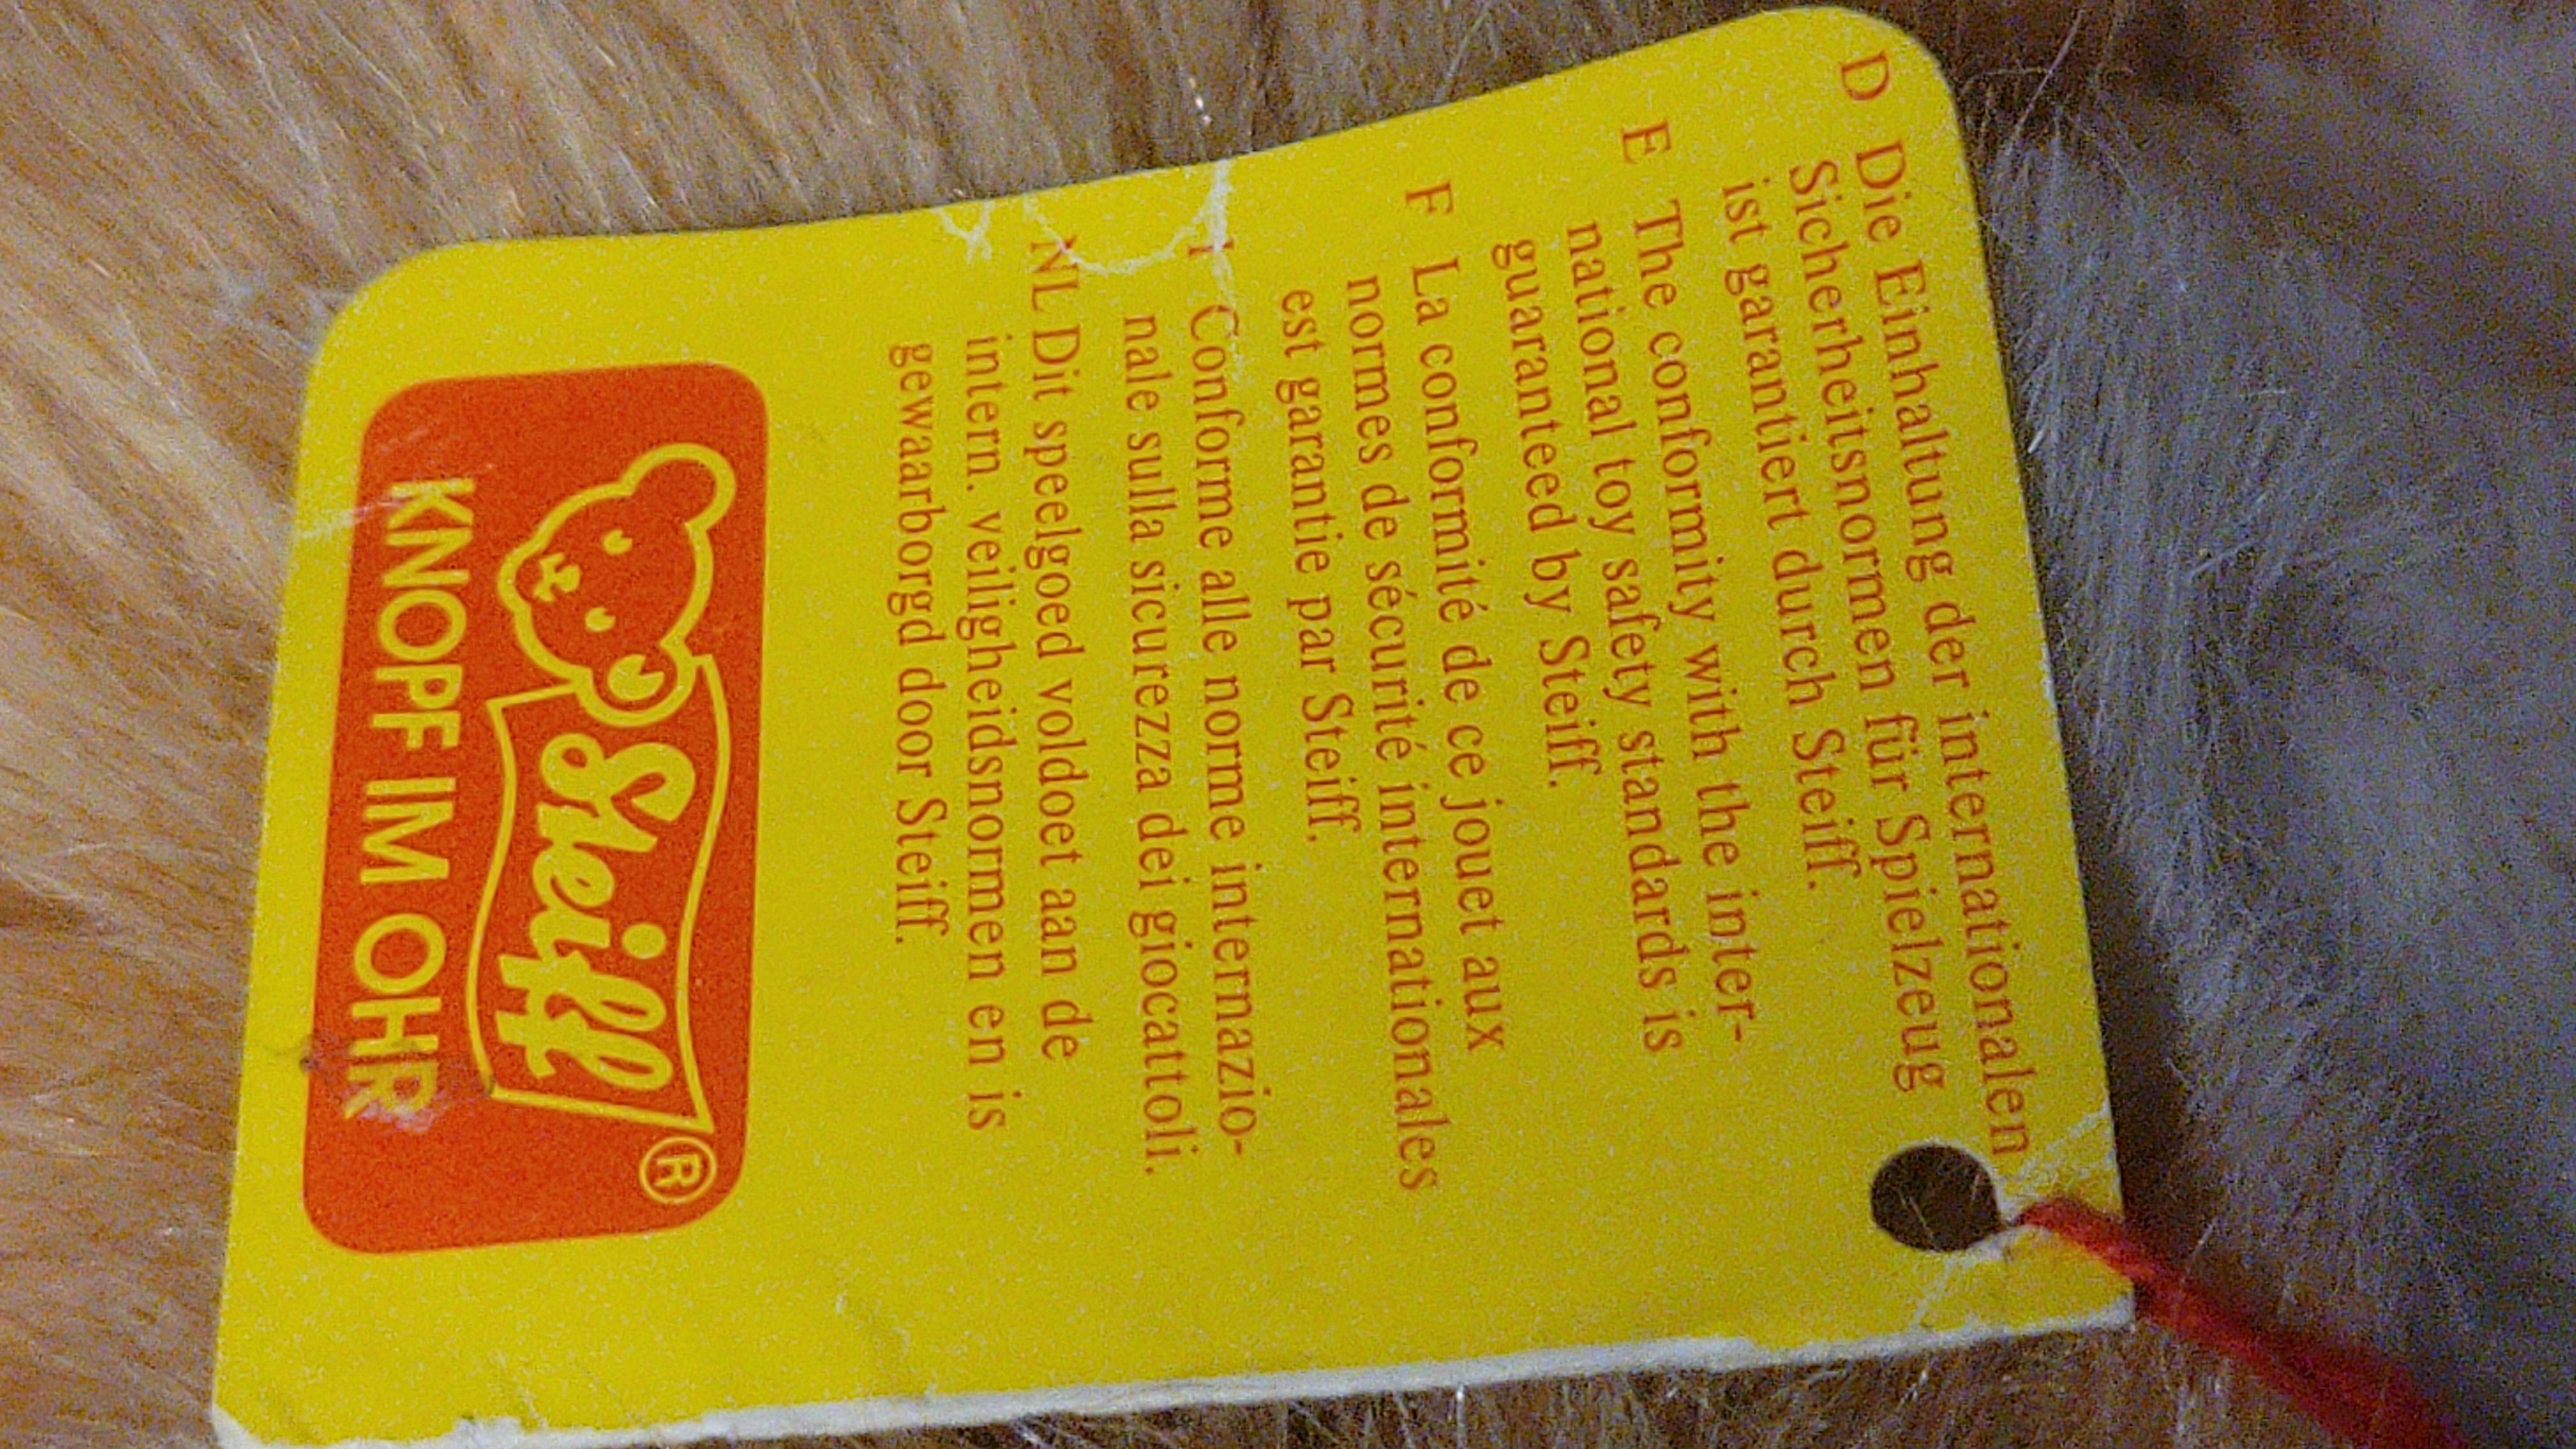 D Die Einhaltung der internationalen
Sicherheitsnormen für Spielzeug
ist garantiert durch Steiff.
E The conformity with the inter-
national toy safety standards is
guaranteed by Steiff.
F La conformité de ce jouet aux
normes de sécurité internationales
est garantie par Steiff.
I Conforme alle norme internazio-
nale sulla sicurezza dei giocattoli.
NL Dit speelgoed voldoet aan de
intern. veiligheidsnormen en is
gewaarborgd door Steiff.
Steiff ®
KNOPF IM OHR